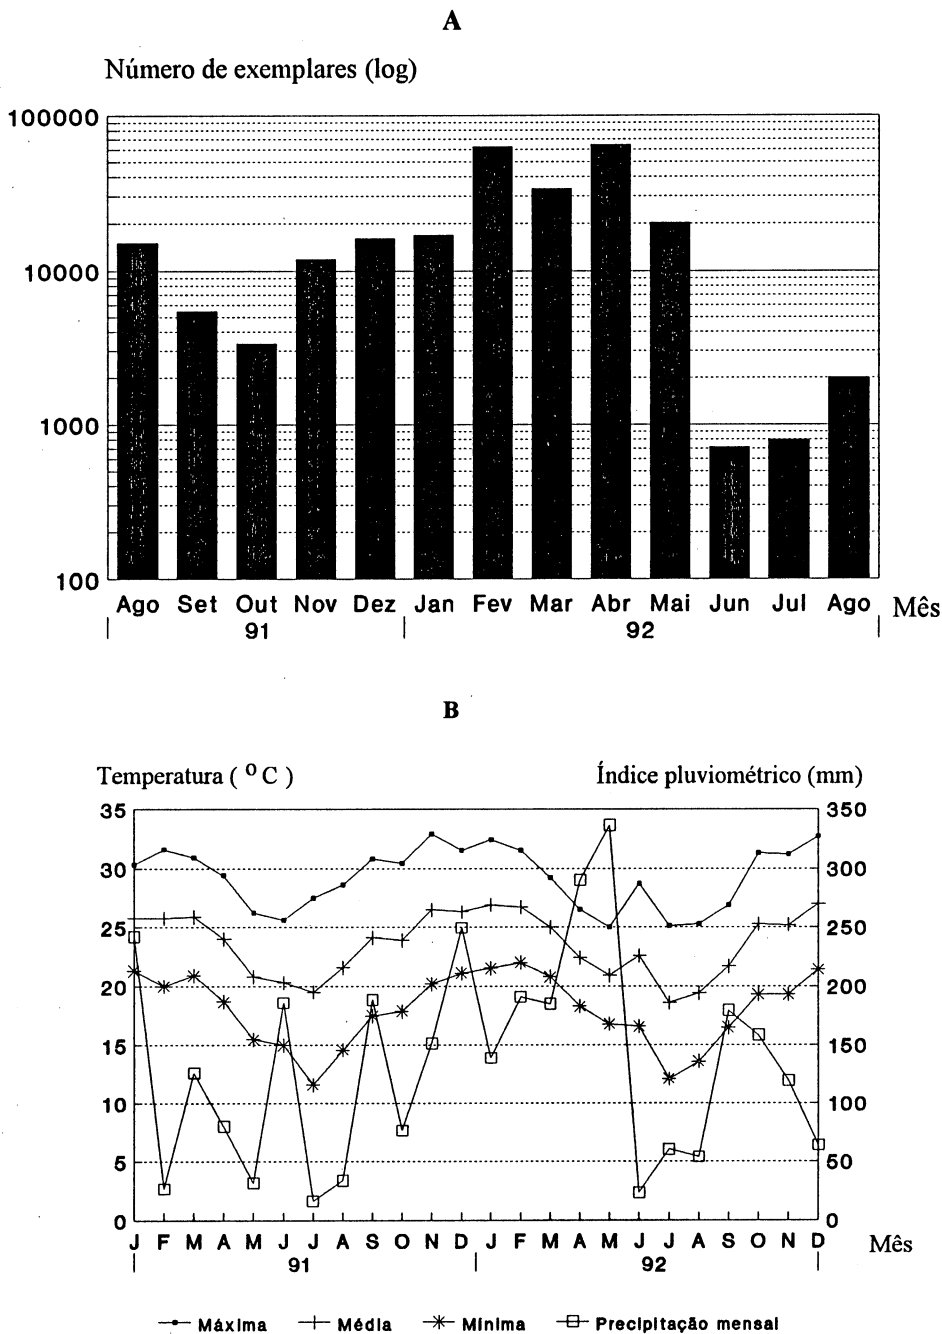 A
Número de exemplares (log)
100000
10000
1000
100
Ago Set Out Nov Dez Jan Fev Mar Abr Mai Jun Jul Ago Mês
91 92
B
Temperatura ( ºC ) Índice pluviométrico (mm)
35 350
30 300
25 250
20 200
15 150
10 100
5 50
0 0
J F M A M J J A S O N D J F M A M J J A S O N D Mês
91 92
Máxima Média Mínima Precipitação mensal